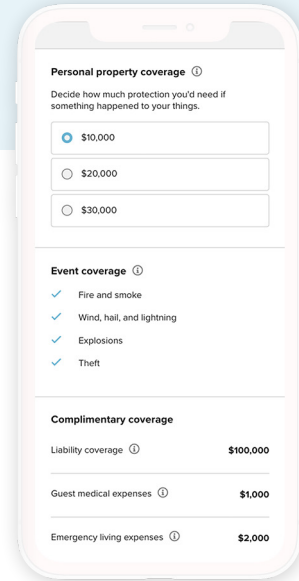 Personal property coverage
Decide how much protection you'd need if
something happened to your things.
$10,000
$20,000
$30,000
Event coverage
Fire and smoke
Wind, hail, and lightning
Explosions
Theft
Complimentary coverage
Liability coverage $100,000
Guest medical expenses $1,000
Emergency living expenses $2,000